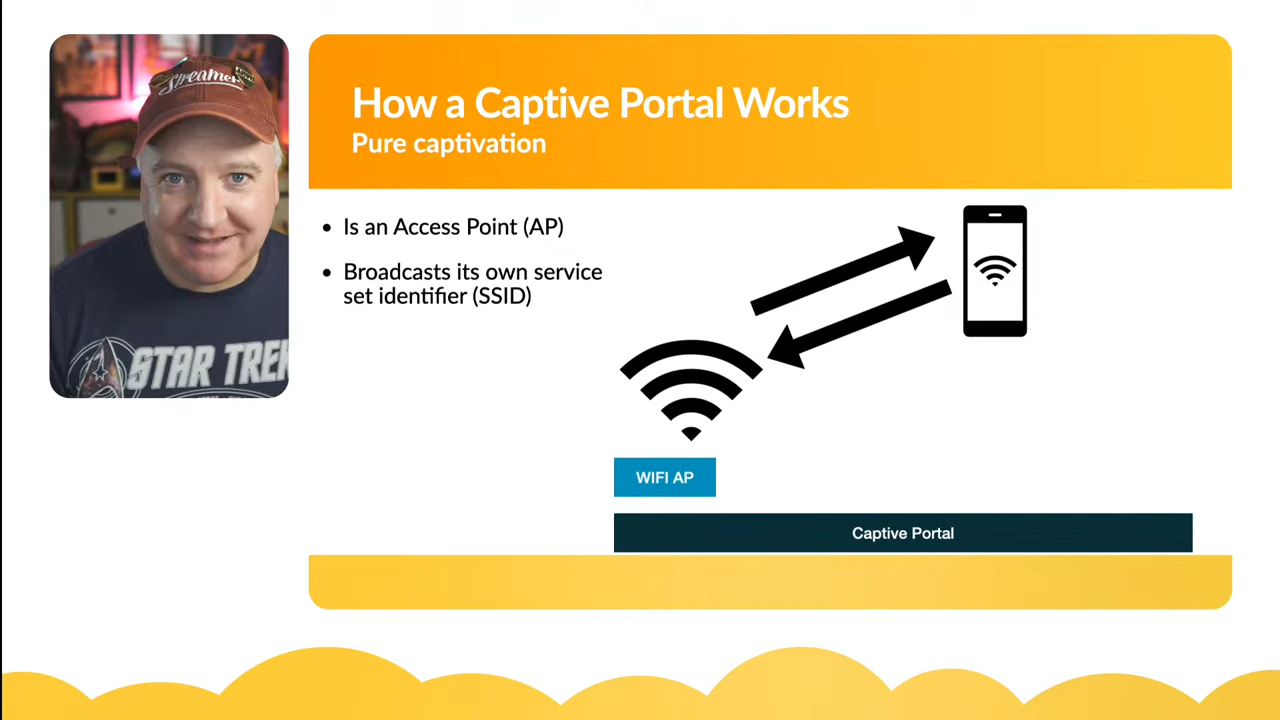 Streamer
STAR TREK
How a Captive Portal Works
Pure captivation
• Is an Access Point (AP)
• Broadcasts its own service
set identifier (SSID)
WIFI AP
Captive Portal